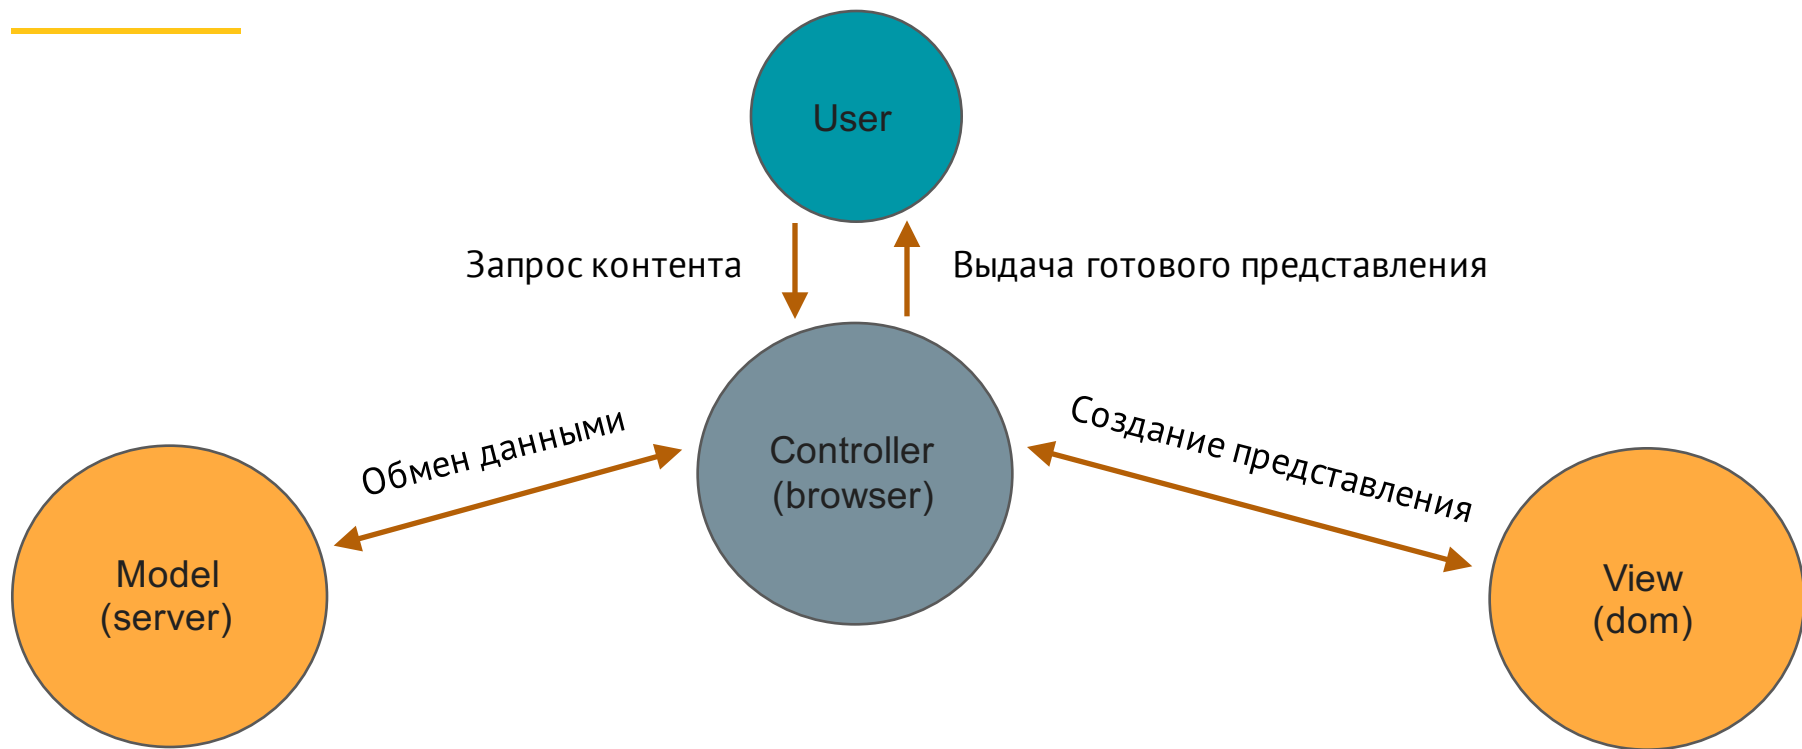 User
Запрос контента
Выдача готового представления
Обмен данными
Controller
(browser)
Создание представления
Model
(server)
View
(dom)